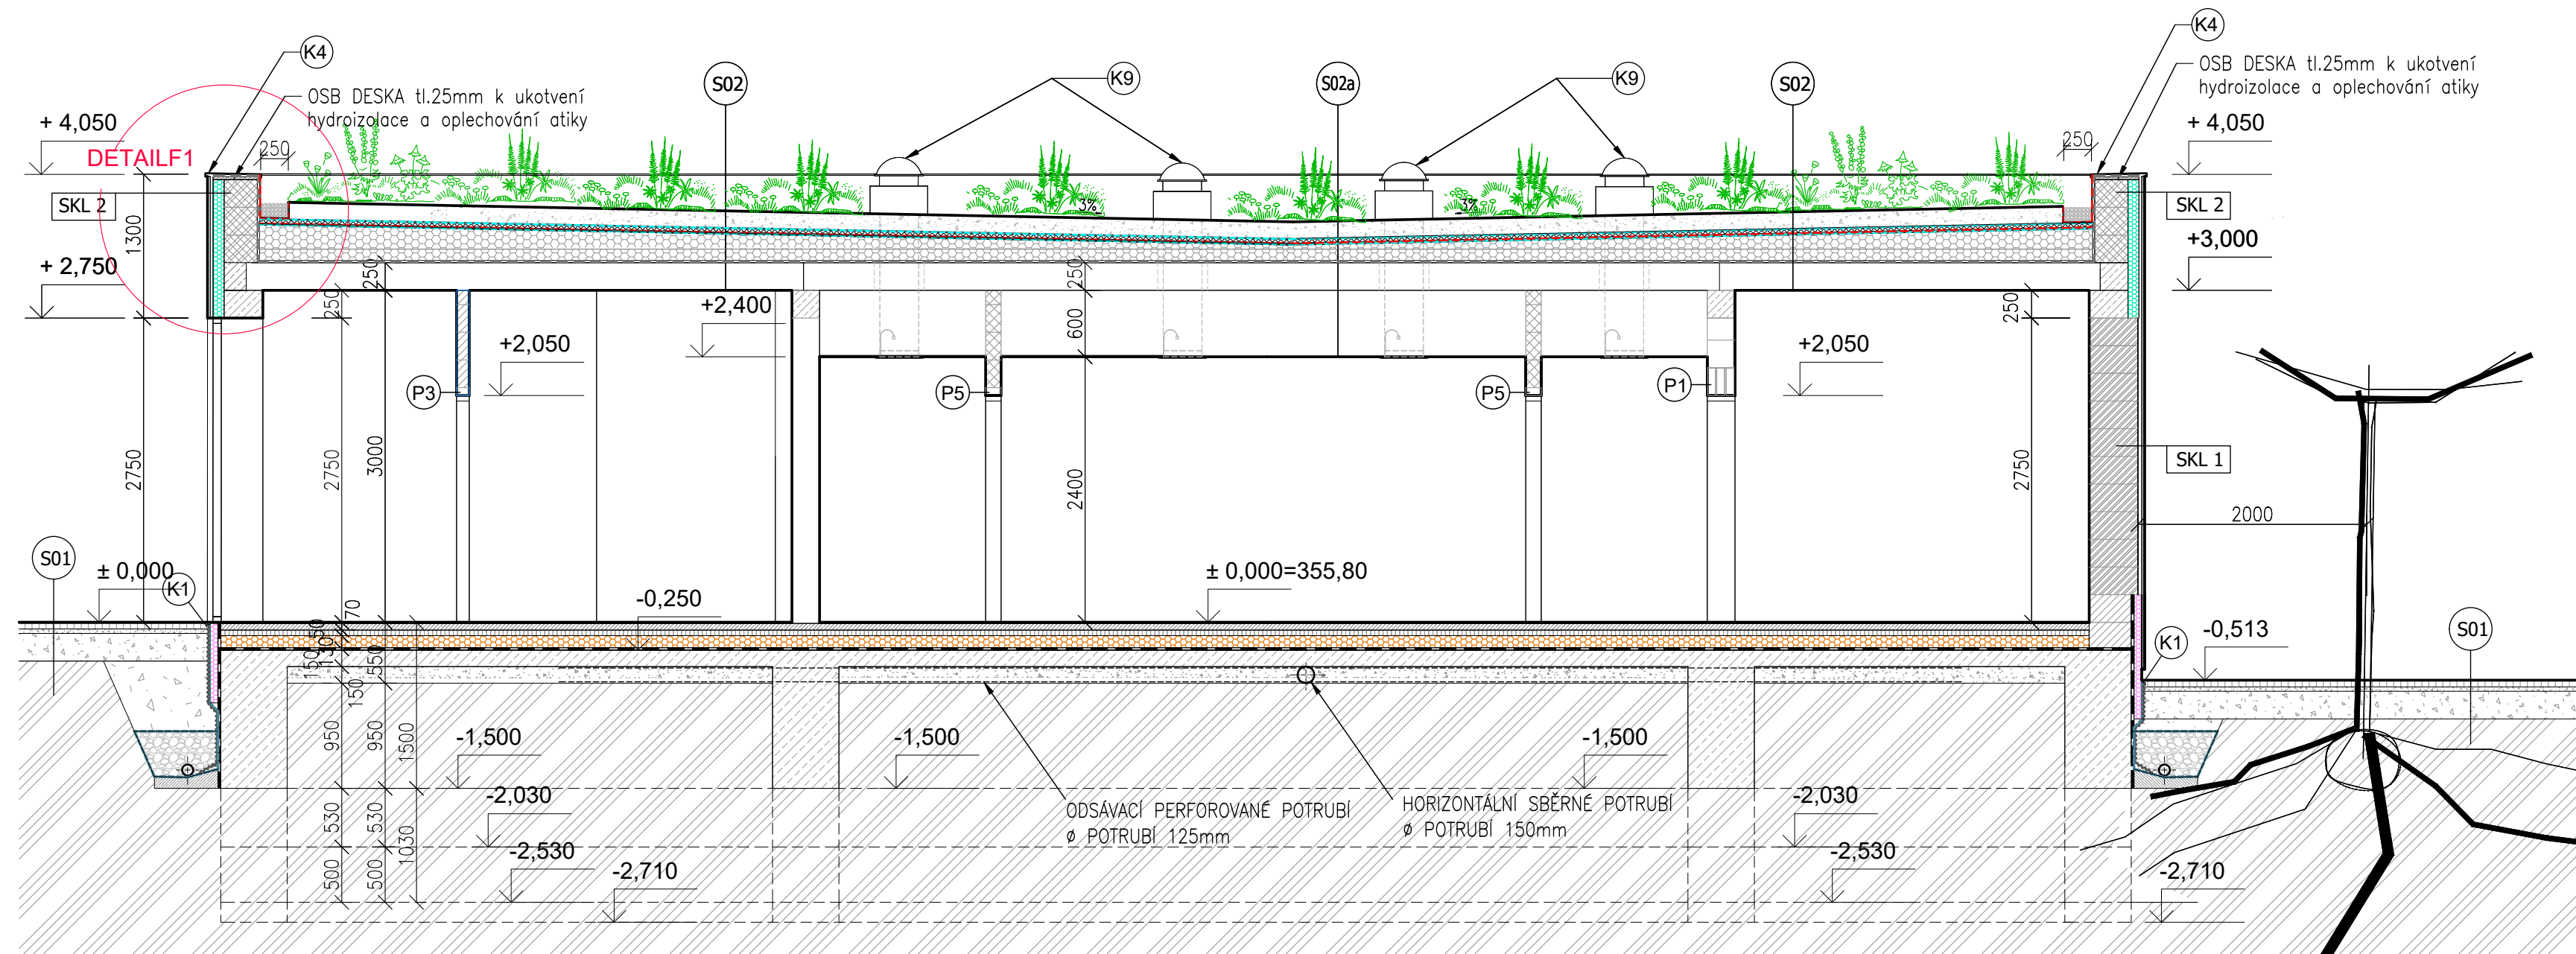 K4
OSB DESKA tl.25mm k ukotvení
hydroizolace a oplechování atiky
S02
K9
S02a
K9
S02
K4
OSB DESKA tl.25mm k ukotvení
hydroizolace a oplechování atiky
+ 4,050
DETAILF1
250
250
+ 4,050
SKL 2
1300
3%
3%
SKL 2
+3,000
+ 2,750
250
250
250
250
+2,400
600
+2,050
+2,050
P3
P5
P5
P1
2750
2750
3000
2400
2750
SKL 1
2000
S01
± 0,000
K1
± 0,000=355,80
-0,250
70
50
130
150
550
150
-0,513
S01
K1
950
950
1500
-1,500
-1,500
-1,500
-2,030
ODSÁVACÍ PERFOROVANÉ POTRUBÍ
ø POTRUBÍ 125mm
HORIZONTÁLNÍ SBĚRNÉ POTRUBÍ
ø POTRUBÍ 150mm
-2,030
530
530
1030
-2,530
-2,530
500
500
-2,710
-2,710